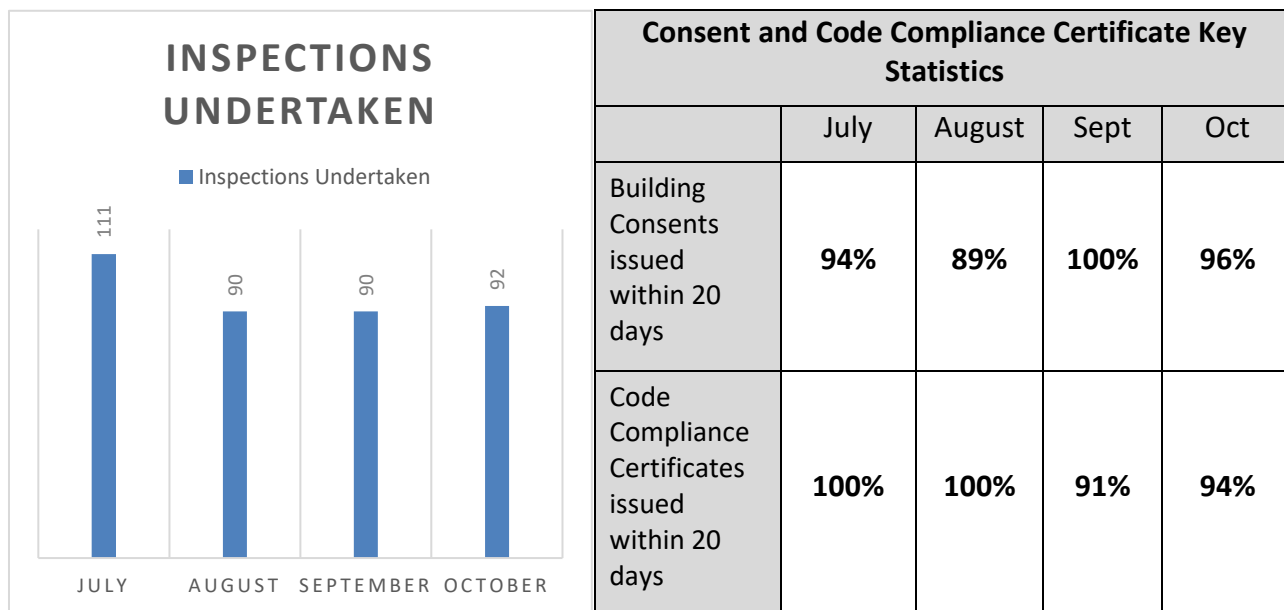 INSPECTIONS
UNDERTAKEN
Inspections Undertaken
111
90
90
92
JULY AUGUST SEPTEMBER OCTOBER
Consent and Code Compliance Certificate Key
Statistics
July August Sept Oct
Building
Consents
issued
within 20
days
94% 89% 100% 96%
Code
Compliance
Certificates
issued
within 20
days
100% 100% 91% 94%